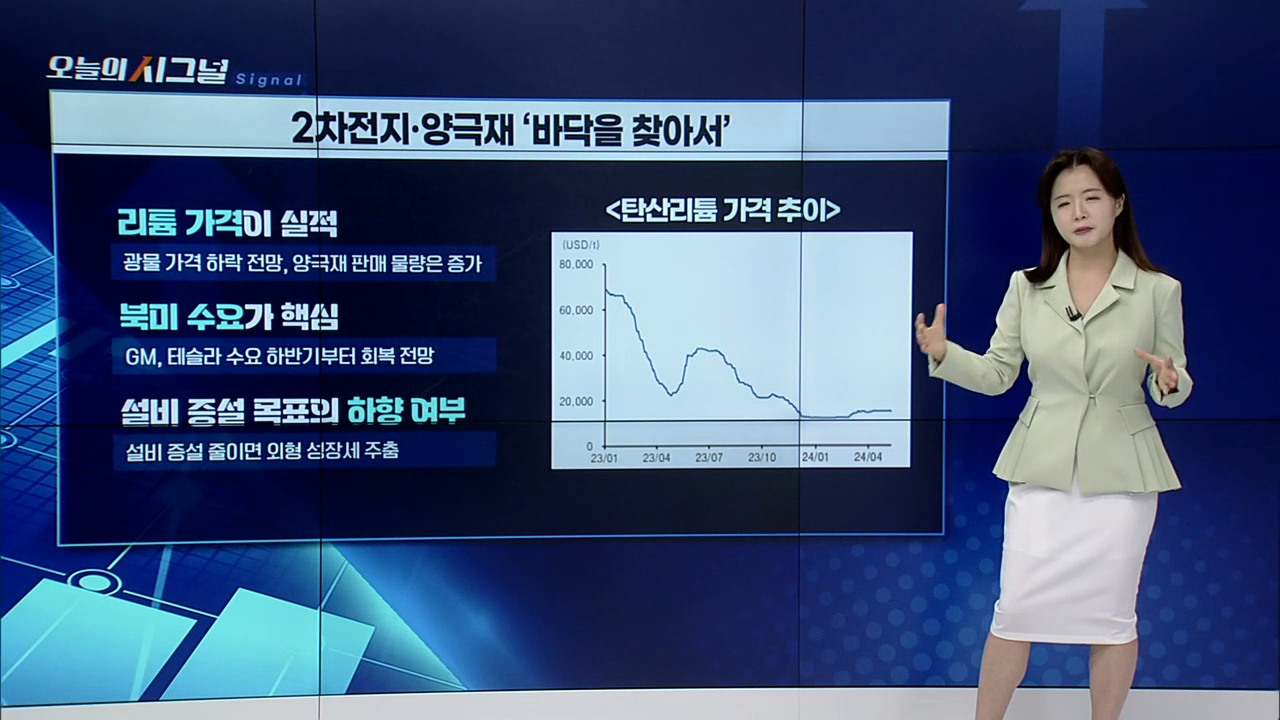 오늘의 시그널 Signal
2차전지·양극재 ‘바닥을 찾아서’
리튬 가격이 실적
광물 가격 하락 전망, 양극재 판매 물량은 증가
북미 수요가 핵심
GM, 테슬라 수요 하반기부터 회복 전망
설비 증설 목표의 하향 여부
설비 증설 줄이면 외형 성장세 주춤
<탄산리튬 가격 추이>
(USD/t)
80,000
60,000
40,000
20,000
0
23/01 23/04 23/07 23/10 24/01 24/04